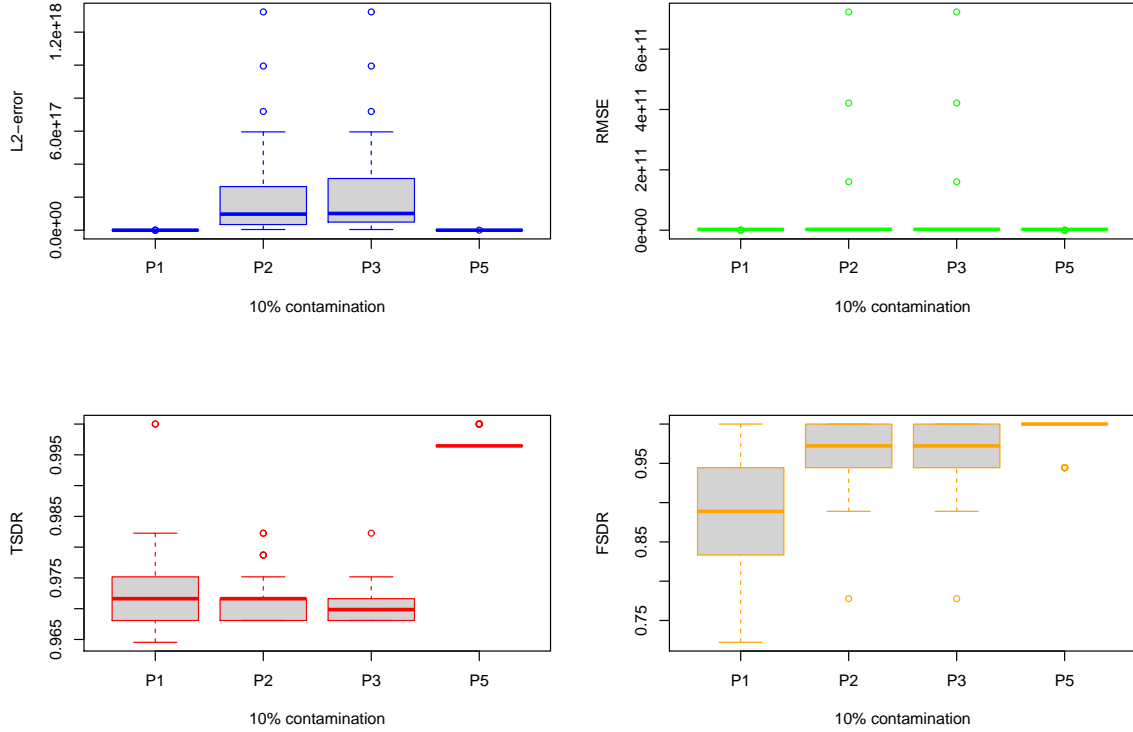 L2−error
0.0e+00 6.0e+17 1.2e+18
P1 P2 P3 P5
10% contamination
RMSE
0e+00 2e+11 4e+11 6e+11
P1 P2 P3 P5
10% contamination
TSDR
0.965 0.975 0.985 0.995
P1 P2 P3 P5
10% contamination
FSDR
0.75 0.85 0.95
P1 P2 P3 P5
10% contamination